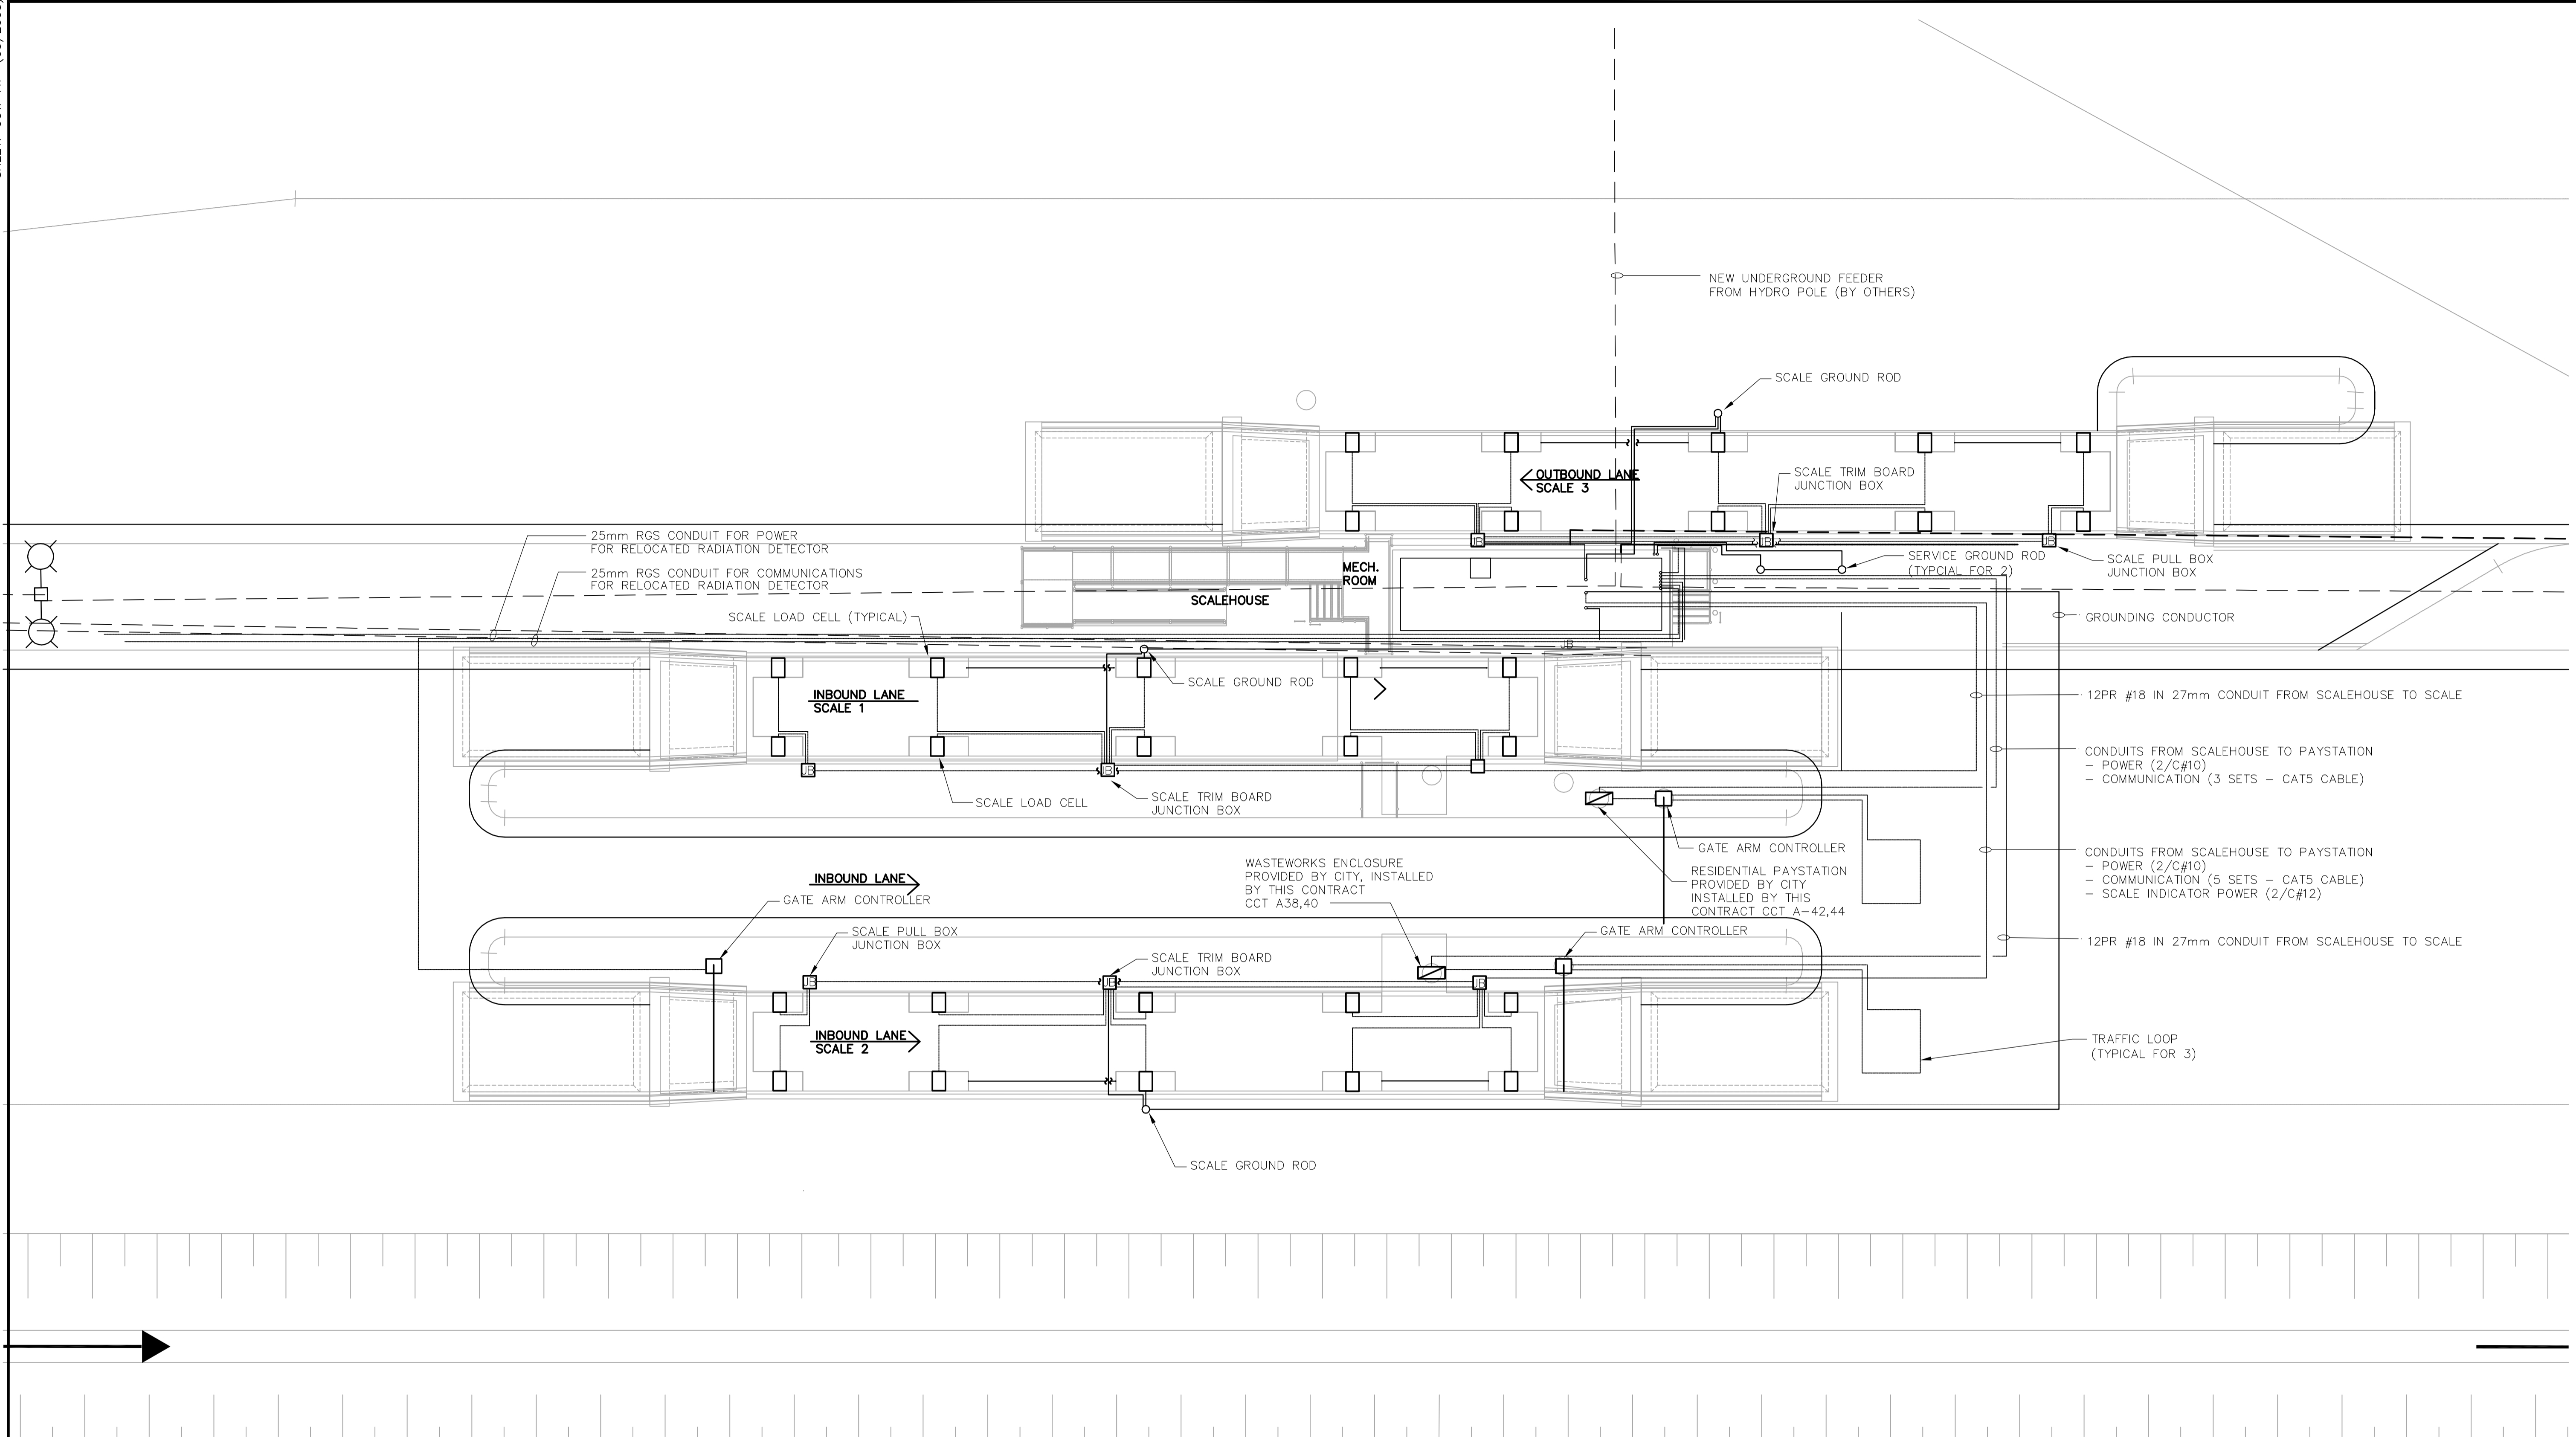 NEW UNDERGROUND FEEDER
FROM HYDRO POLE (BY OTHERS)
SCALE GROUND ROD
OUTBOUND LANE
SCALE 3
SCALE TRIM BOARD
JUNCTION BOX
25mm RGS CONDUIT FOR POWER
FOR RELOCATED RADIATION DETECTOR
25mm RGS CONDUIT FOR COMMUNICATIONS
FOR RELOCATED RADIATION DETECTOR
JB
JB
JB
MECH.
ROOM
SCALEHOUSE
SERVICE GROUND ROD
(TYPCIAL FOR 2)
SCALE PULL BOX
JUNCTION BOX
SCALE LOAD CELL (TYPICAL)
GROUNDING CONDUCTOR
JB
INBOUND LANE
SCALE 1
SCALE GROUND ROD
12PR #18 IN 27mm CONDUIT FROM SCALEHOUSE TO SCALE
JB
JB
SCALE LOAD CELL
SCALE TRIM BOARD
JUNCTION BOX
CONDUITS FROM SCALEHOUSE TO PAYSTATION
- POWER (2/C#10)
- COMMUNICATION (3 SETS - CAT5 CABLE)
GATE ARM CONTROLLER
INBOUND LANE
GATE ARM CONTROLLER
WASTEWORKS ENCLOSURE
PROVIDED BY CITY, INSTALLED
BY THIS CONTRACT
CCT A38,40
RESIDENTIAL PAYSTATION
PROVIDED BY CITY
INSTALLED BY THIS
CONTRACT CCT A-42,44
CONDUITS FROM SCALEHOUSE TO PAYSTATION
- POWER (2/C#10)
- COMMUNICATION (5 SETS - CAT5 CABLE)
- SCALE INDICATOR POWER (2/C#12)
SCALE PULL BOX
JUNCTION BOX
GATE ARM CONTROLLER
12PR #18 IN 27mm CONDUIT FROM SCALEHOUSE TO SCALE
SCALE TRIM BOARD
JUNCTION BOX
JB
JB
JB
INBOUND LANE
SCALE 2
TRAFFIC LOOP
(TYPICAL FOR 3)
SCALE GROUND ROD